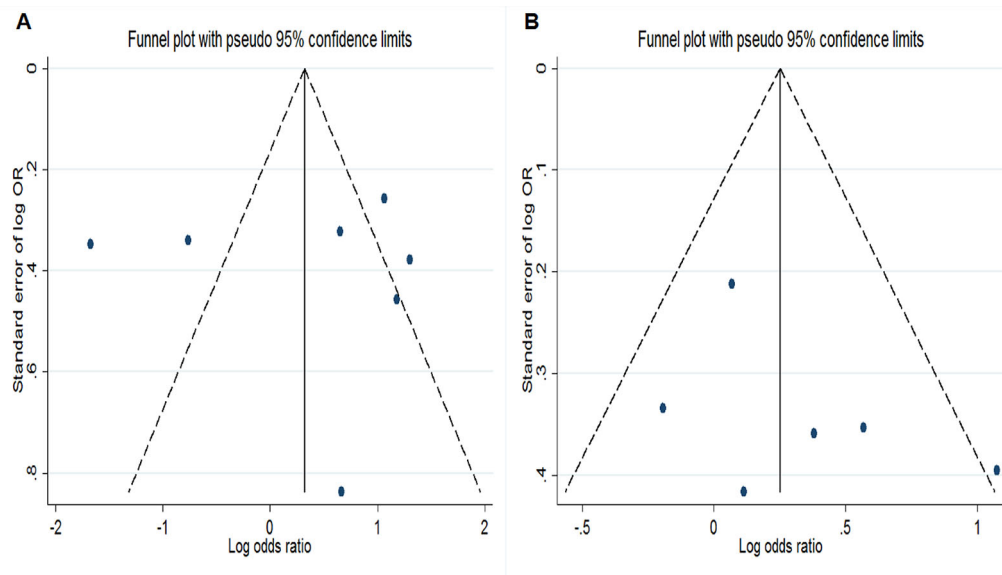 A
Funnel plot with pseudo 95% confidence limits
Standard error of log OR
0
.2
.4
.6
.8
-2
-1
0
1
2
Log odds ratio
B
Funnel plot with pseudo 95% confidence limits
Standard error of log OR
0
.1
.2
.3
.4
-.5
0
.5
1
Log odds ratio